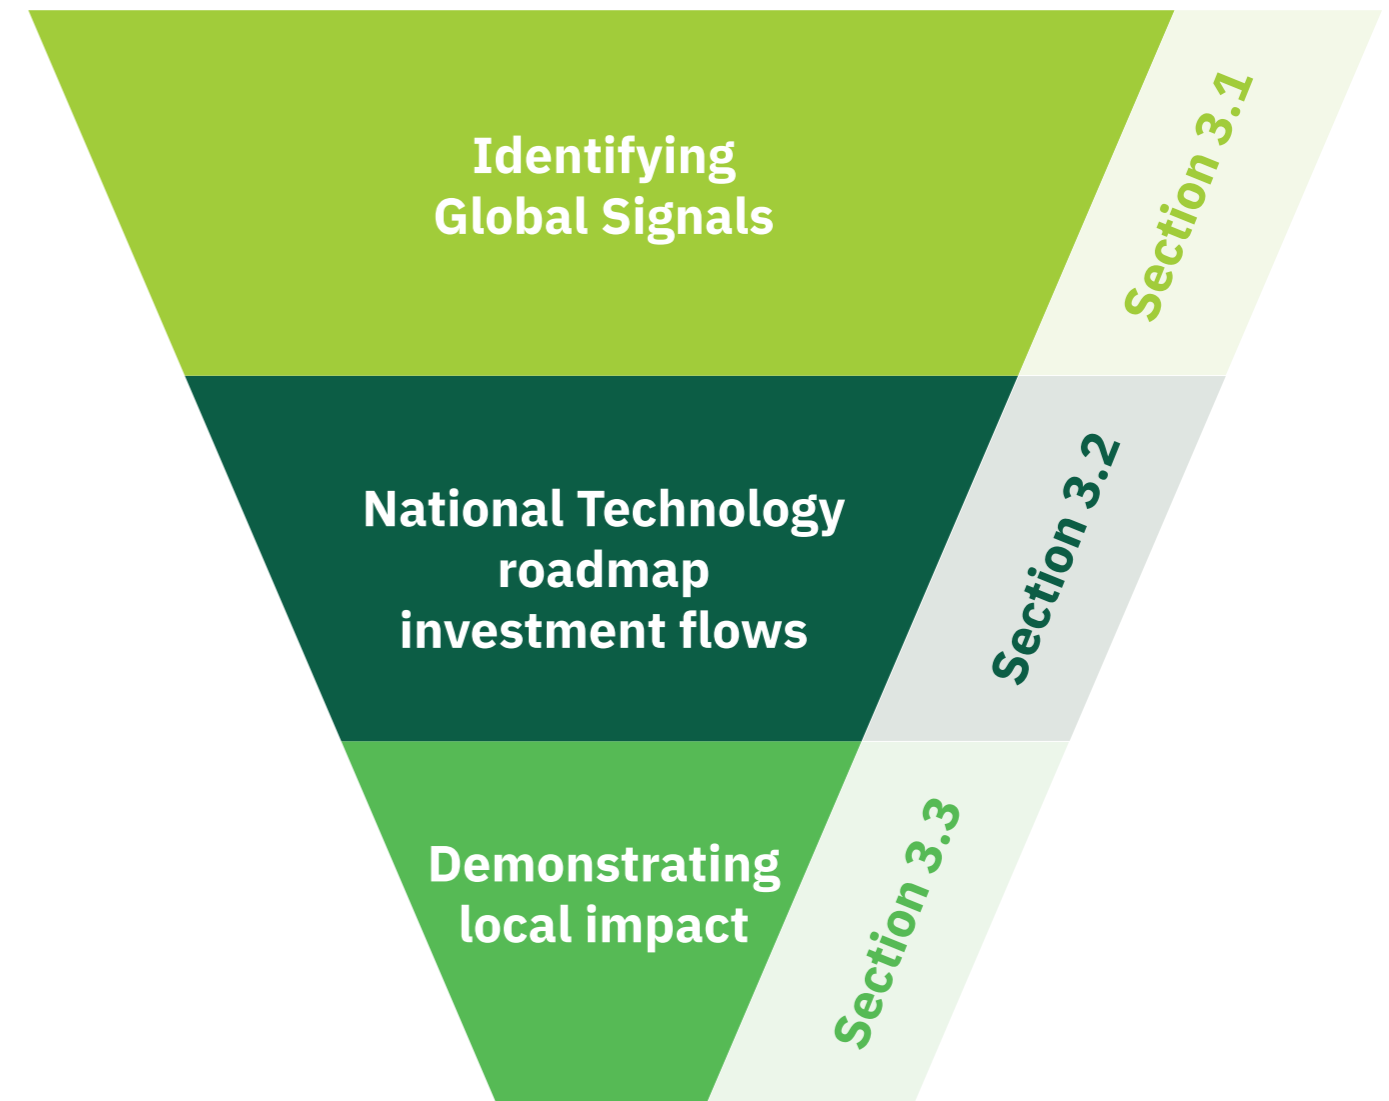 Identifying
Global Signals
Section 3.1
National Technology
roadmap
investment flows
Section 3.2
Demonstrating
local impact
Section 3.3